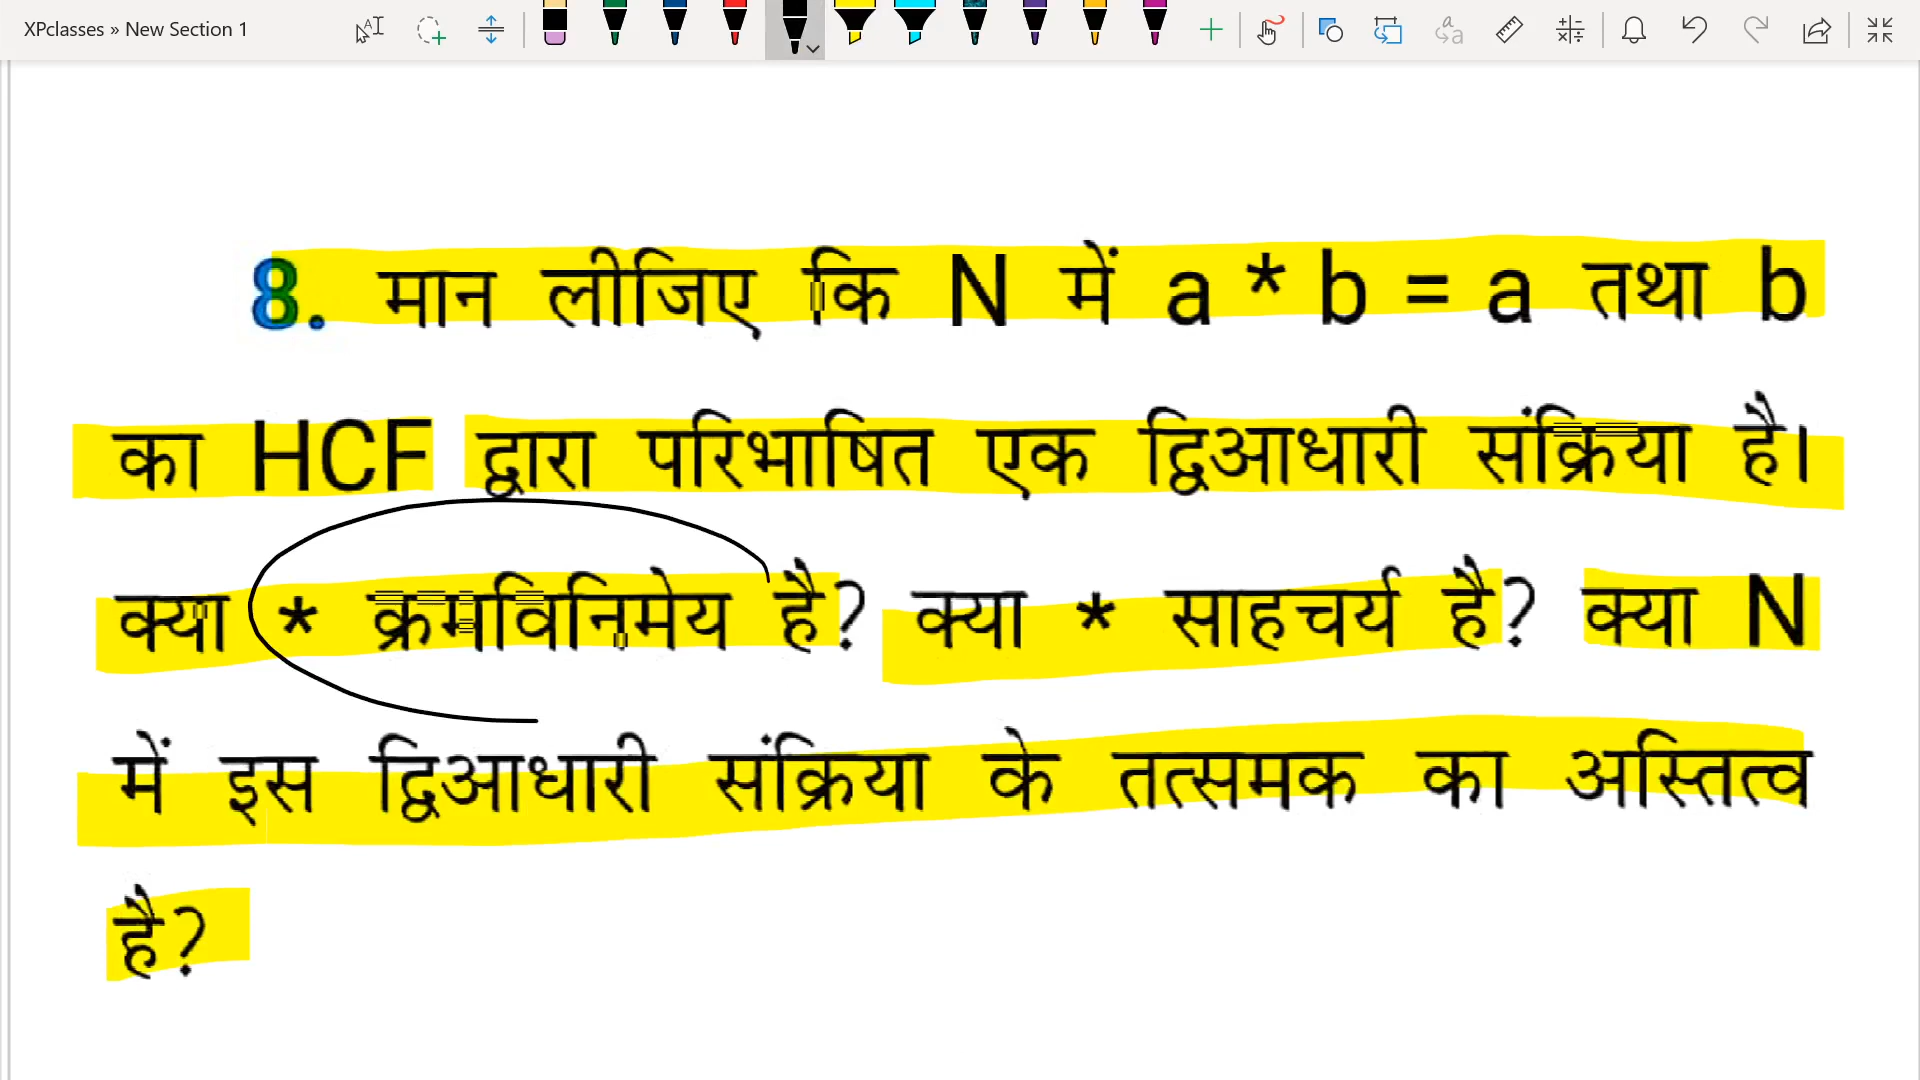 XPclasses » New Section 1
8. मान लीजिए कि N में a * b = a तथा b
का HCF द्वारा परिभाषित एक द्विआधारी संक्रिया है।
क्या * क्रमविनिमेय है? क्या * साहचर्य है? क्या N
में इस द्विआधारी संक्रिया के तत्समक का अस्तित्व
है?